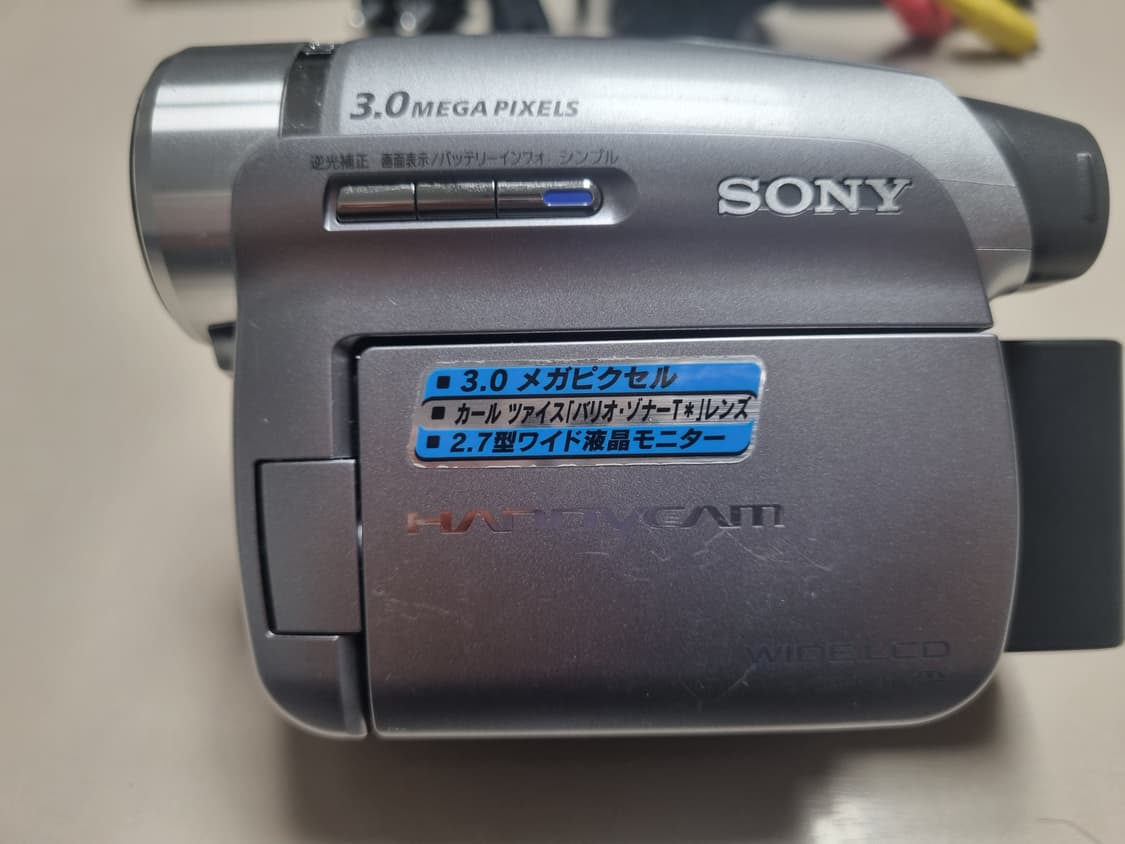 3.0 MEGA PIXELS
逆光補正 画面表示/バッテリーインフォ シンプル
SONY
■ 3.0 メガピクセル
■ カール ツァイス「バリオ・ゾナーT＊」レンズ
■ 2.7型ワイド液晶モニター
HANDYCAM
WIDE LCD